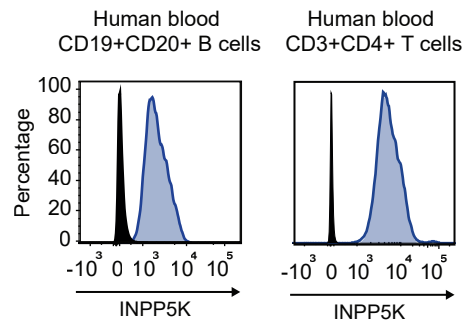 Human blood
CD19+CD20+ B cells
Human blood
CD3+CD4+ T cells
Percentage
100
80
60
40
20
0
-10³ 0 10³ 10⁴ 10⁵
INPP5K
-10³ 0 10³ 10⁴ 10⁵
INPP5K